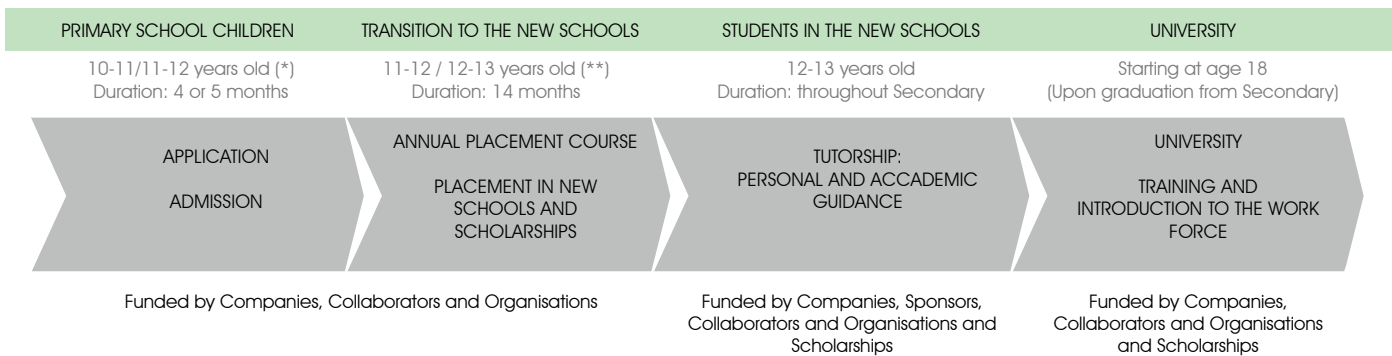 PRIMARY SCHOOL CHILDREN
TRANSITION TO THE NEW SCHOOLS
STUDENTS IN THE NEW SCHOOLS
UNIVERSITY
10-11/11-12 years old (*)
Duration: 4 or 5 months
11-12 / 12-13 years old (**)
Duration: 14 months
12-13 years old
Duration: throughout Secondary
Starting at age 18
(Upon graduation from Secondary)
APPLICATION
ADMISSION
ANNUAL PLACEMENT COURSE
PLACEMENT IN NEW
SCHOOLS AND
SCHOLARSHIPS
TUTORSHIP:
PERSONAL AND ACCADEMIC
GUIDANCE
UNIVERSITY
TRAINING AND
INTRODUCTION TO THE WORK
FORCE
Funded by Companies, Collaborators and Organisations
Funded by Companies, Sponsors,
Collaborators and Organisations and
Scholarships
Funded by Companies,
Collaborators and Organisations
and Scholarships